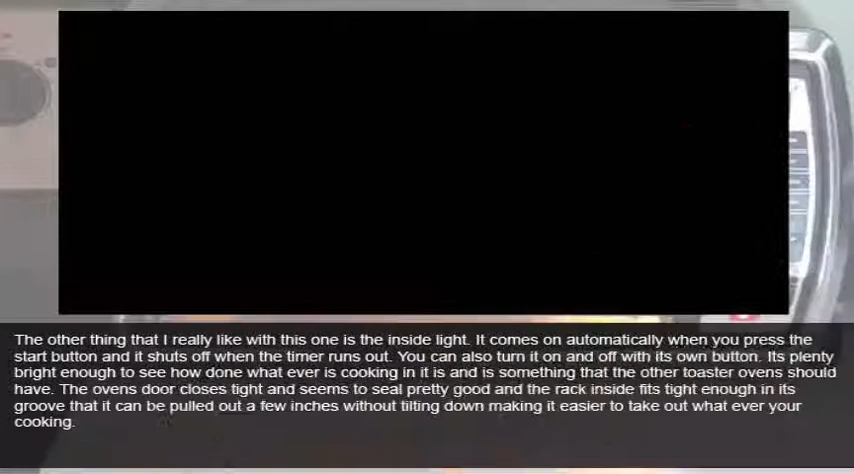 The other thing that I really like with this one is the inside light. It comes on automatically when you press the
start button and it shuts off when the timer runs out. You can also turn it on and off with its own button. Its plenty
bright enough to see how done what ever is cooking in it is and is something that the other toaster ovens should
have. The ovens door closes tight and seems to seal pretty good and the rack inside fits tight enough in its
groove that it can be pulled out a few inches without tilting down making it easier to take out what ever your
cooking.